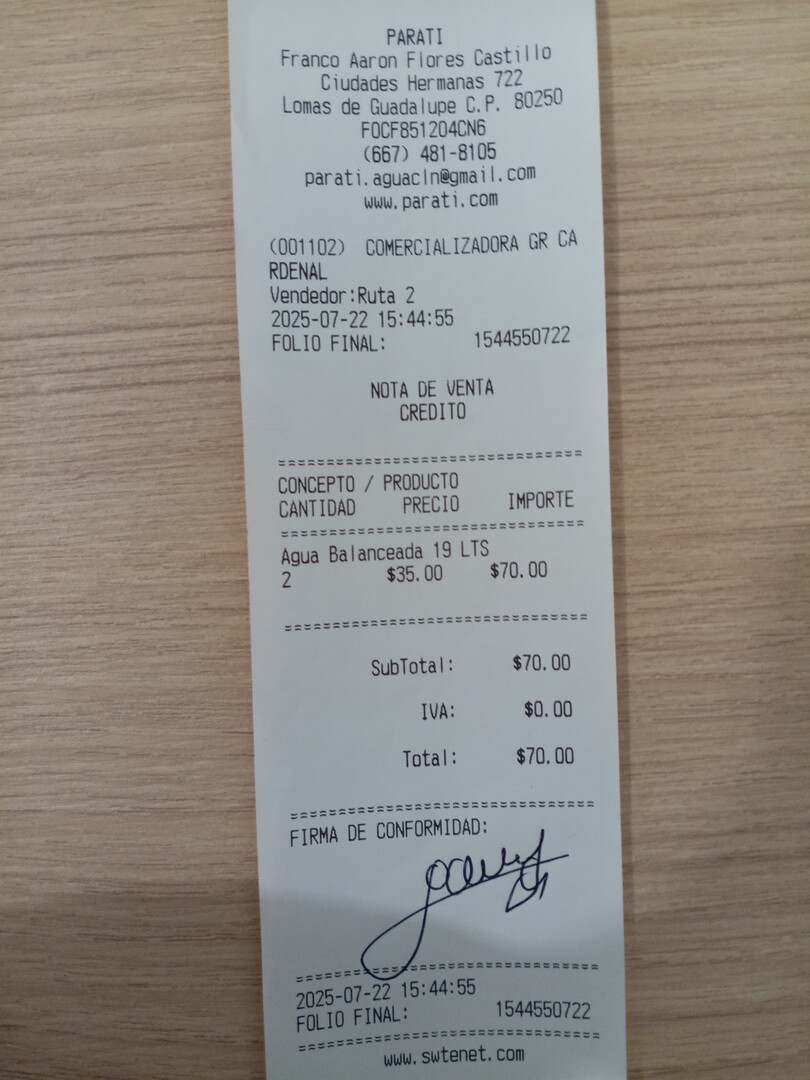 PARATI
Franco Aaron Flores Castillo
Ciudades Hermanas 722
Lomas de Guadalupe C.P. 80250
FOCF851204CN6
(667) 481-8105
parati.aguacln@gmail.com
www.parati.com
(001102) COMERCIALIZADORA GR CA
RDENAL
Vendedor:Ruta 2
2025-07-22 15:44:55
FOLIO FINAL: 1544550722
NOTA DE VENTA
CREDITO
=========================
CONCEPTO / PRODUCTO
CANTIDAD PRECIO IMPORTE
=========================
Agua Balanceada 19 LTS
2 $35.00 $70.00
=========================
SubTotal: $70.00
IVA: $0.00
Total: $70.00
=========================
FIRMA DE CONFORMIDAD:
=========================
2025-07-22 15:44:55
FOLIO FINAL: 1544550722
=========================
www.swtenet.com